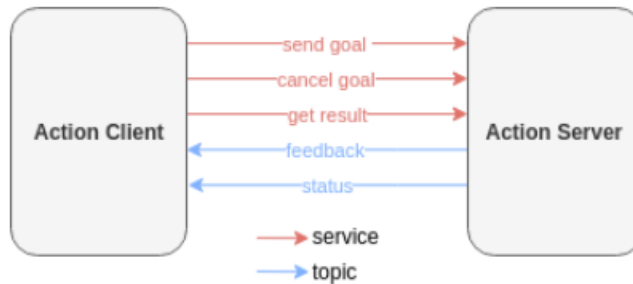 send goal
cancel goal
get result
Action Client
Action Server
feedback
status
service
topic